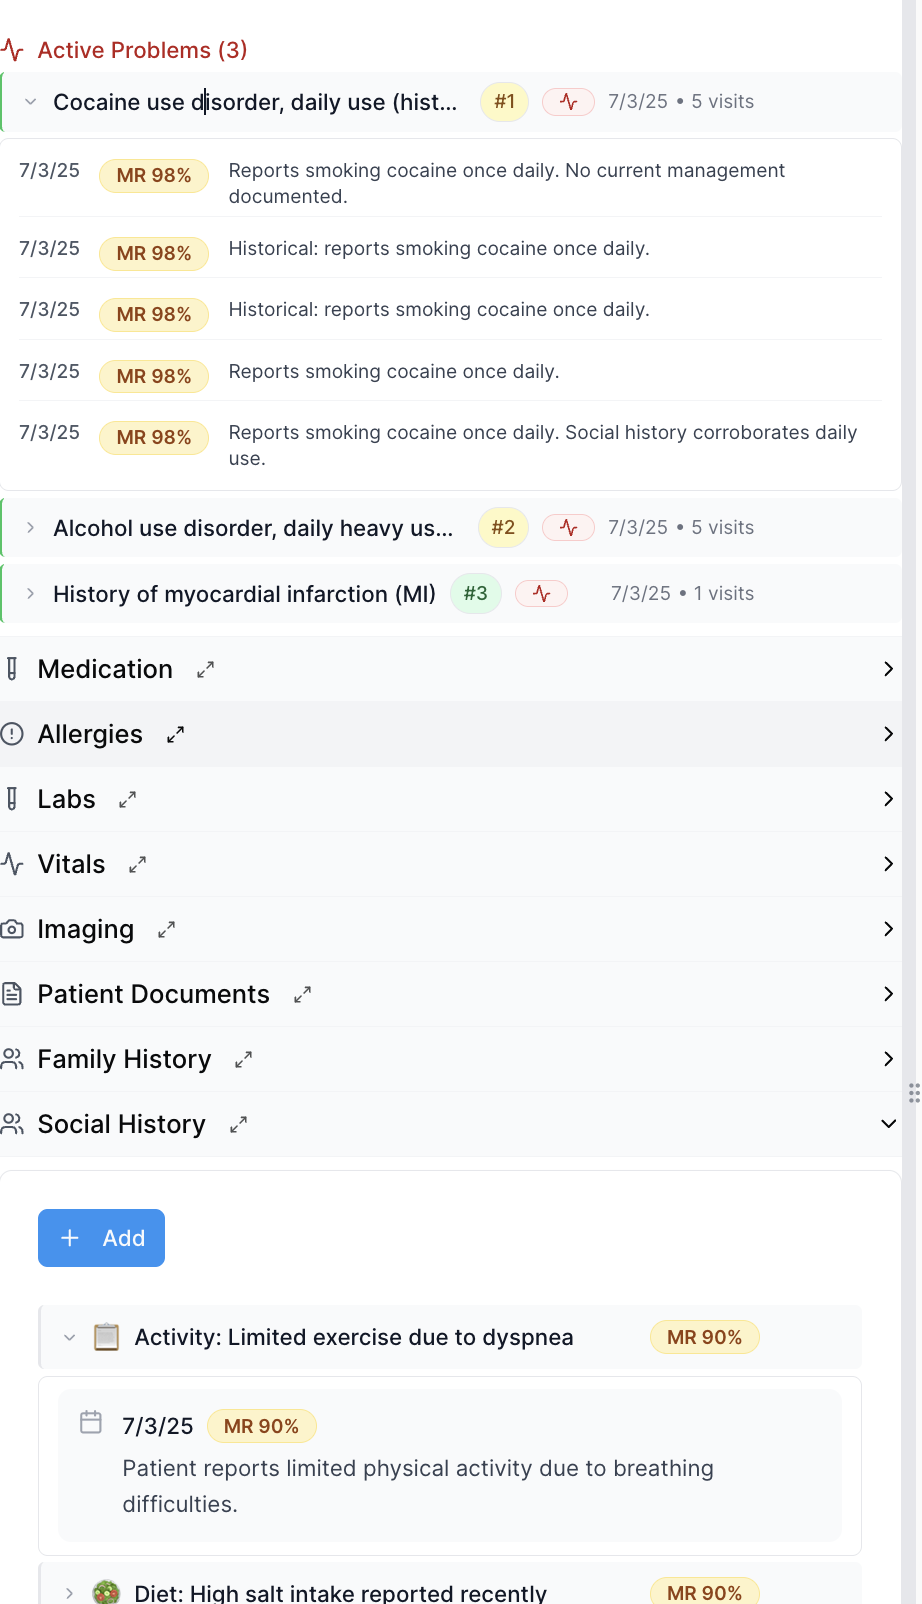 Active Problems (3)
Cocaine use disorder, daily use (hist... #1 7/3/25 • 5 visits
7/3/25 MR 98% Reports smoking cocaine once daily. No current management
documented.
7/3/25 MR 98% Historical: reports smoking cocaine once daily.
7/3/25 MR 98% Historical: reports smoking cocaine once daily.
7/3/25 MR 98% Reports smoking cocaine once daily.
7/3/25 MR 98% Reports smoking cocaine once daily. Social history corroborates daily
use.
Alcohol use disorder, daily heavy us... #2 7/3/25 • 5 visits
History of myocardial infarction (MI) #3 7/3/25 • 1 visits
Medication
Allergies
Labs
Vitals
Imaging
Patient Documents
Family History
Social History
+ Add
Activity: Limited exercise due to dyspnea MR 90%
7/3/25 MR 90%
Patient reports limited physical activity due to breathing
difficulties.
Diet: High salt intake reported recently MR 90%